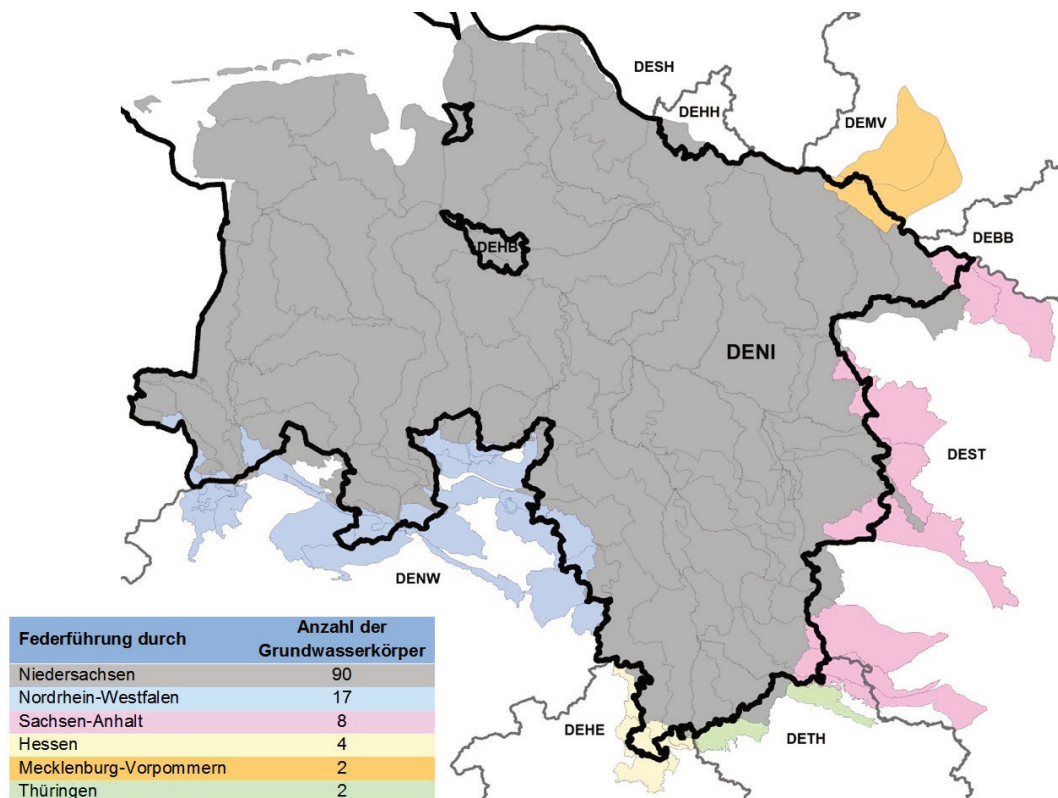 DESH
DEHH
DEMV
DEBB
DEHB
DENI
DEST
DENW
DEHE
DETH
Federführung durch Anzahl der
Grundwasserkörper
Niedersachsen 90
Nordrhein-Westfalen 17
Sachsen-Anhalt 8
Hessen 4
Mecklenburg-Vorpommern 2
Thüringen 2